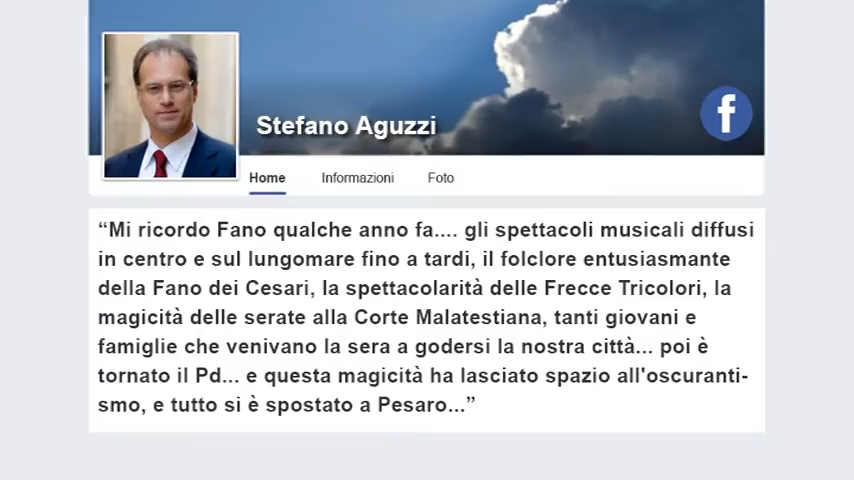 Stefano Aguzzi
f
Home Informazioni Foto
“Mi ricordo Fano qualche anno fa.... gli spettacoli musicali diffusi
in centro e sul lungomare fino a tardi, il folclore entusiasmante
della Fano dei Cesari, la spettacolarità delle Frecce Tricolori, la
magicità delle serate alla Corte Malatestiana, tanti giovani e
famiglie che venivano la sera a godersi la nostra città... poi è
tornato il Pd... e questa magicità ha lasciato spazio all'oscuranti-
smo, e tutto si è spostato a Pesaro...”